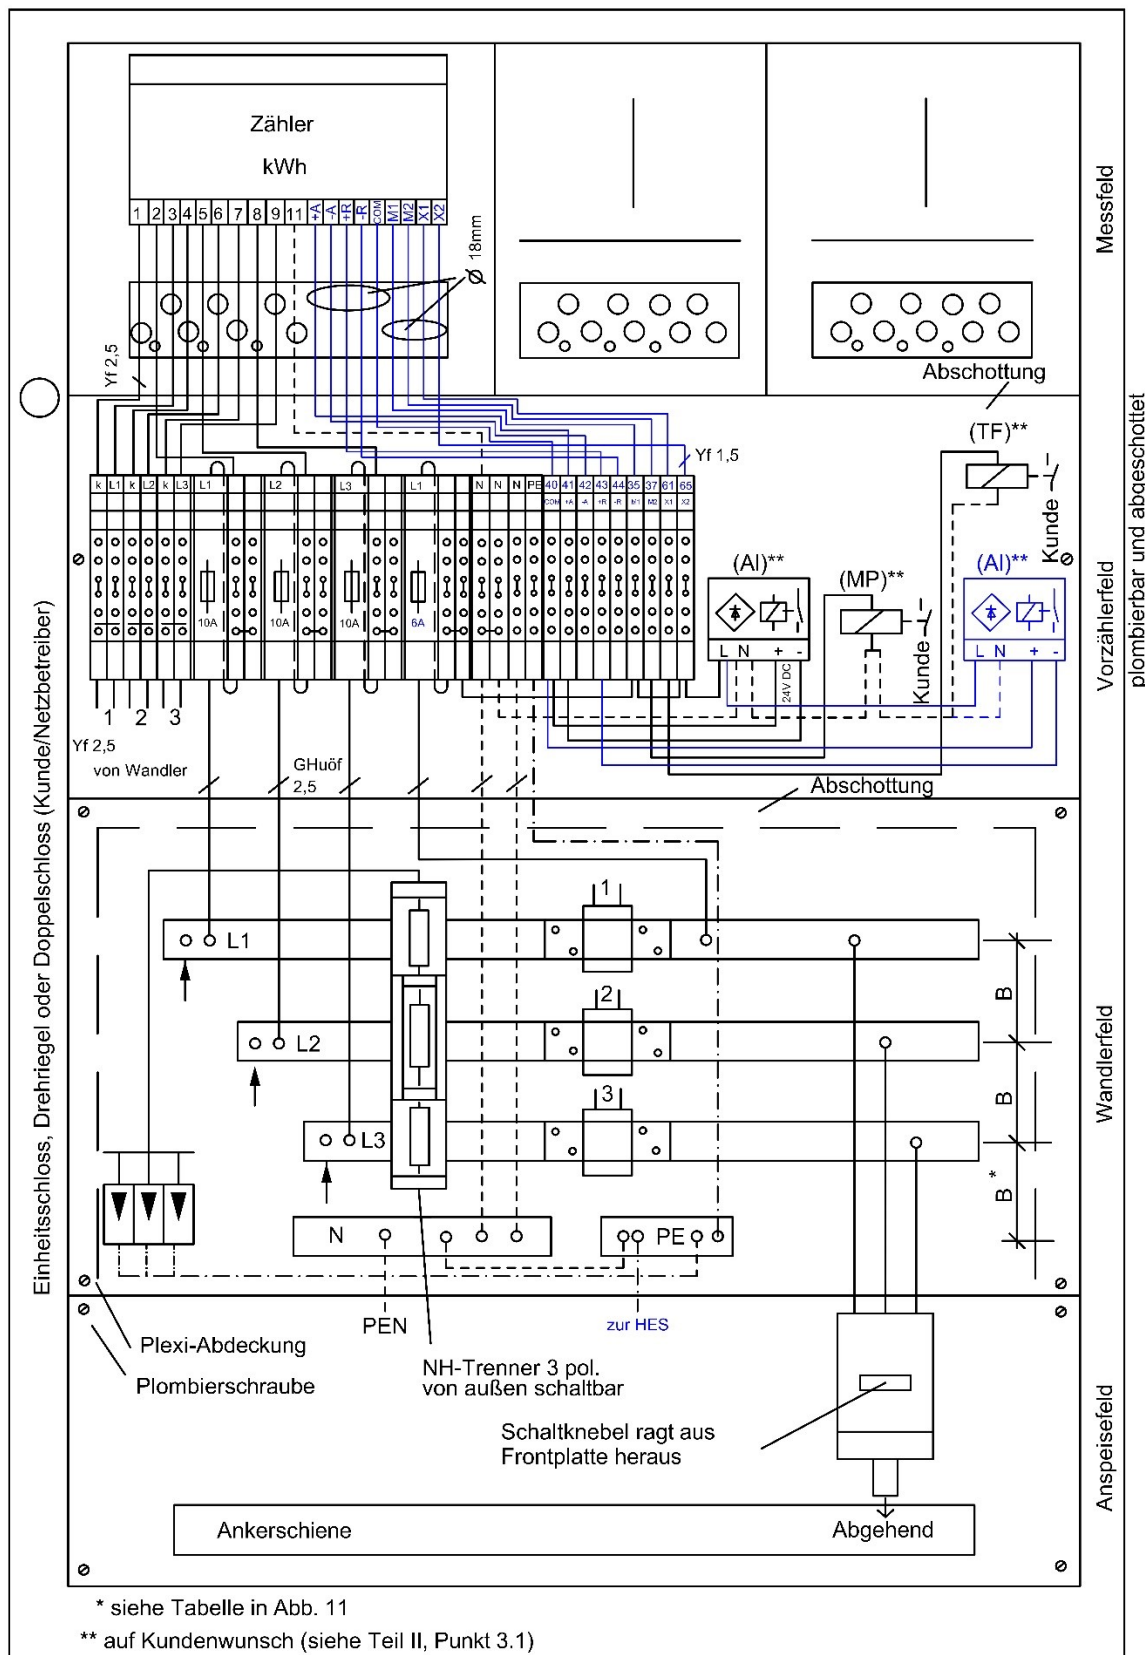 Zähler
kWh
1 2 3 4 5 6 7 8 9 11 +A -A +R -R COM M1 M2 X1 X2
Ø 18mm
Messfeld
Yf 2,5
Abschottung
(TF)**
Kunde
Yf 1,5
k L1 k L2 k L3 L1 L2 L3 L1 N N N PE 40 41 42 43 44 35 37 61 65
COM +A -A +R -R M1 M2 X1 X2
10A 10A 10A 6A
(AI)**
L N + -
24V DC
(MP)**
Kunde
(AI)**
L N + -
Vorzählerfeld
plombierbar und abgeschottet
1 2 3
Yf 2,5
von Wandler
GHuöf
2,5
Abschottung
Einheitsschloss, Drehriegel oder Doppelschloss (Kunde/Netzbetreiber)
1
L1
B
2
L2
B
3
L3
B*
Wandlerfeld
N
PE
PEN
zur HES
Plexi-Abdeckung
Plombierschraube
NH-Trenner 3 pol.
von außen schaltbar
Schaltknebel ragt aus
Frontplatte heraus
Anspeisefeld
Ankerschiene
Abgehend
* siehe Tabelle in Abb. 11
** auf Kundenwunsch (siehe Teil II, Punkt 3.1)